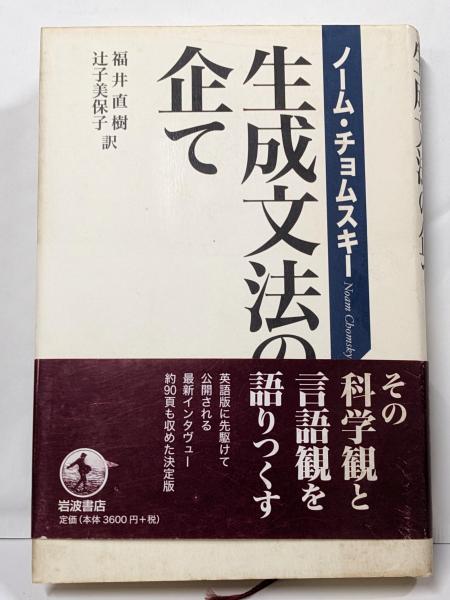 ノーム・チョムスキー
Noam Chomsky
生成文法の
企て
福井直樹
辻子美保子 訳
その
科学観と
言語観を
語りつくす
英語版に先駆けて
公開される
最新インタヴュー
約90頁も収めた決定版
岩波書店
定価(本体3600円+税)